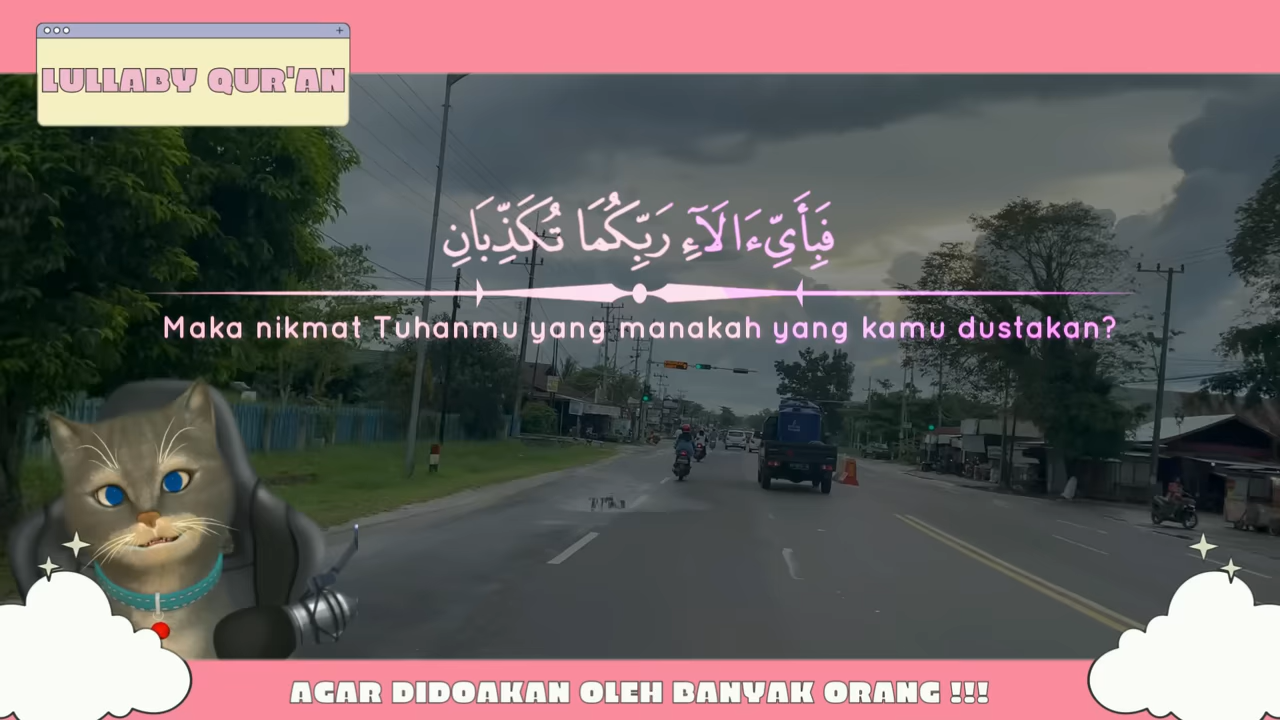 LULLABY QUR'AN
فَبِأَيِّ ءَالَآءِ رَبِّكُمَا تُكَذِّبَانِ
Maka nikmat Tuhanmu yang manakah yang kamu dustakan?
AGAR DIDOAKAN OLEH BANYAK ORANG !!!